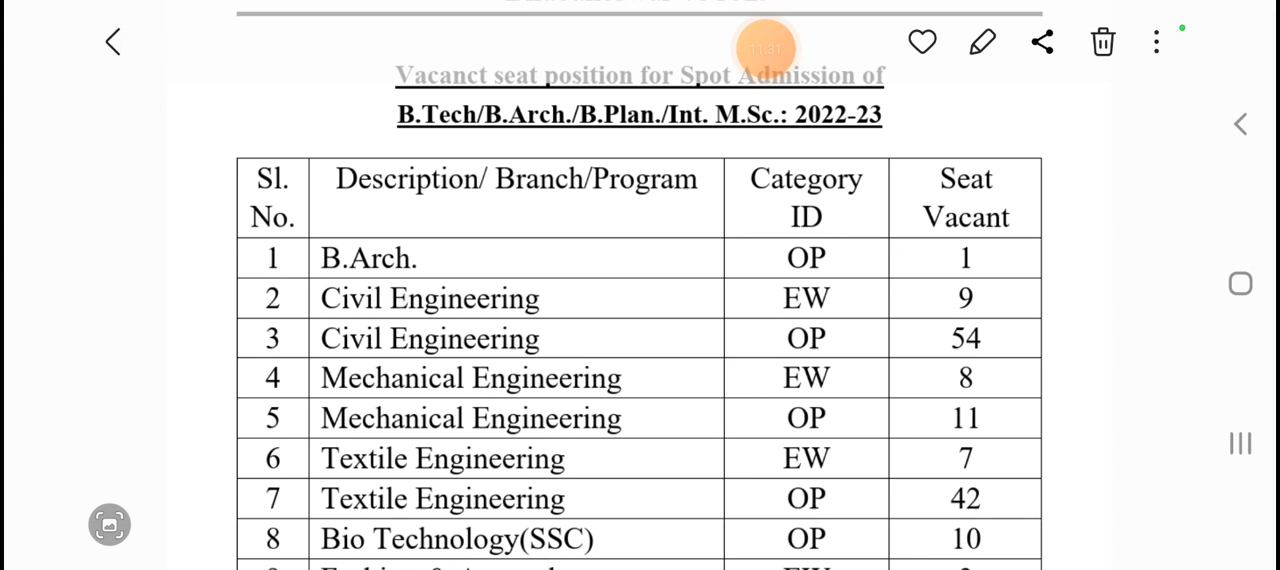 11:31
Vacanct seat position for Spot Admission of
B.Tech/B.Arch./B.Plan./Int. M.Sc.: 2022-23
Sl. No. Description/ Branch/Program Category ID Seat Vacant
1 B.Arch. OP 1
2 Civil Engineering EW 9
3 Civil Engineering OP 54
4 Mechanical Engineering EW 8
5 Mechanical Engineering OP 11
6 Textile Engineering EW 7
7 Textile Engineering OP 42
8 Bio Technology(SSC) OP 10